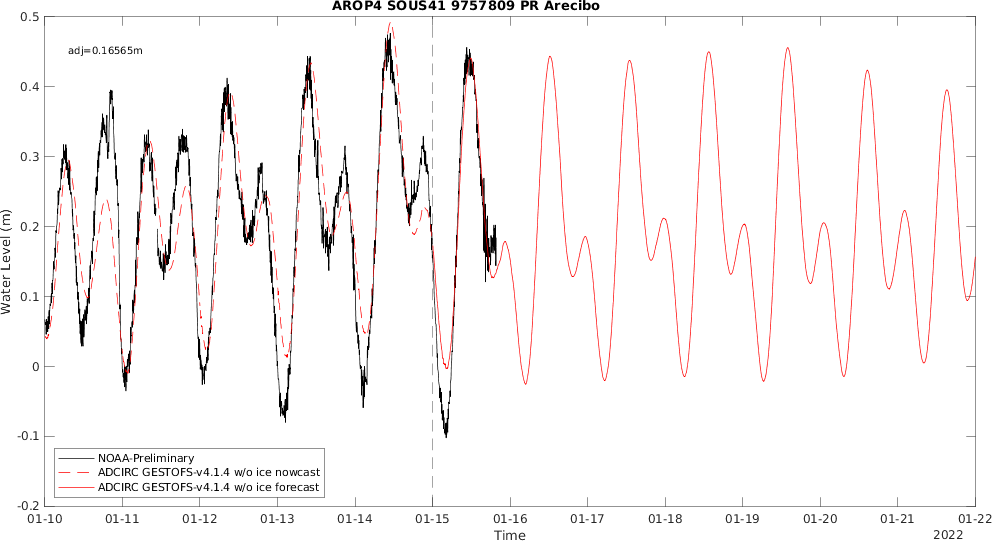 AROP4 SOUS41 9757809 PR Arecibo
adj=0.16565m
0.5
0.4
0.3
0.2
0.1
0
-0.1
-0.2
Water Level (m)
NOAA-Preliminary
ADCIRC GESTOFS-v4.1.4 w/o ice nowcast
ADCIRC GESTOFS-v4.1.4 w/o ice forecast
01-10 01-11 01-12 01-13 01-14 01-15 01-16 01-17 01-18 01-19 01-20 01-21 01-22
Time
2022